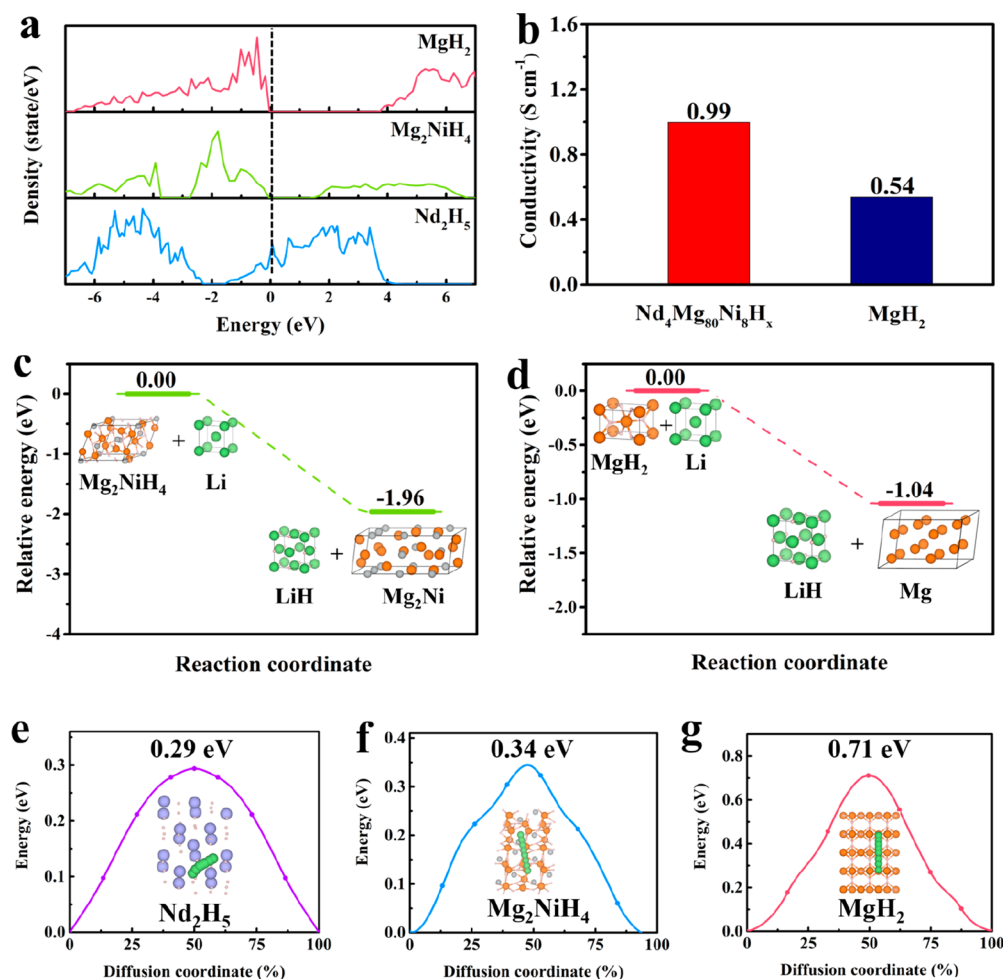 a
MgH2
Mg2NiH4
Nd2H5
Density (state/eV)
-6 -4 -2 0 2 4 6
Energy (eV)
b
1.6
1.2
0.8
0.4
0.0
Conductivity (S cm-1)
0.99
0.54
Nd4Mg80Ni8Hx
MgH2
c
0
-1
-2
-3
-4
Relative energy (eV)
0.00
+
Mg2NiH4
Li
-1.96
+
LiH
Mg2Ni
Reaction coordinate
d
0.0
-0.5
-1.0
-1.5
-2.0
Relative energy (eV)
0.00
+
MgH2
Li
-1.04
+
LiH
Mg
Reaction coordinate
e
0.29 eV
0.3
0.2
0.1
0.0
Energy (eV)
Nd2H5
0 25 50 75 100
Diffusion coordinate (%)
f
0.34 eV
0.4
0.3
0.2
0.1
0.0
Energy (eV)
Mg2NiH4
0 25 50 75 100
Diffusion coordinate (%)
g
0.71 eV
0.8
0.6
0.4
0.2
0.0
Energy (eV)
MgH2
0 25 50 75 100
Diffusion coordinate (%)